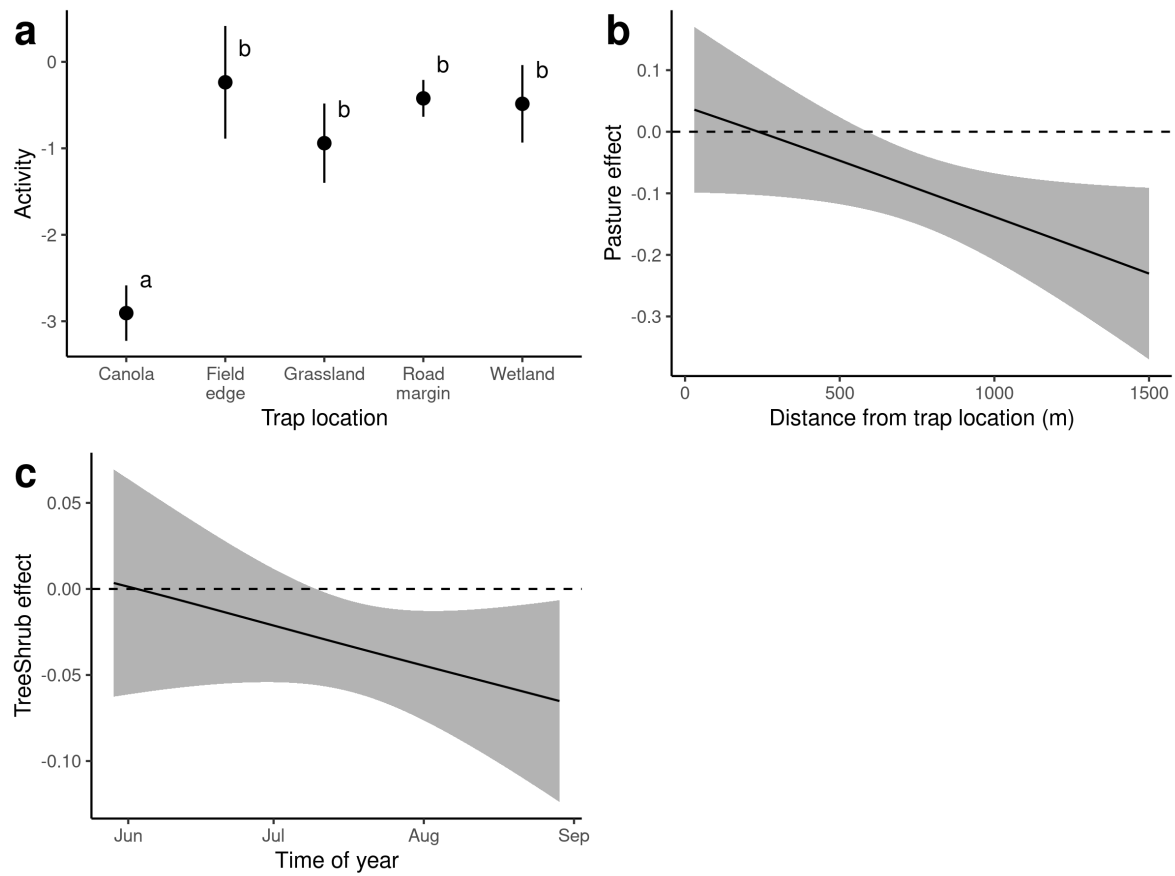 a
Activity
0
-1
-2
-3
a
b
b
b
b
Canola
Field
edge
Grassland
Road
margin
Wetland
Trap location
b
Pasture effect
0.1
0.0
-0.1
-0.2
-0.3
0
500
1000
1500
Distance from trap location (m)
c
TreeShrub effect
0.05
0.00
-0.05
-0.10
Jun
Jul
Aug
Sep
Time of year